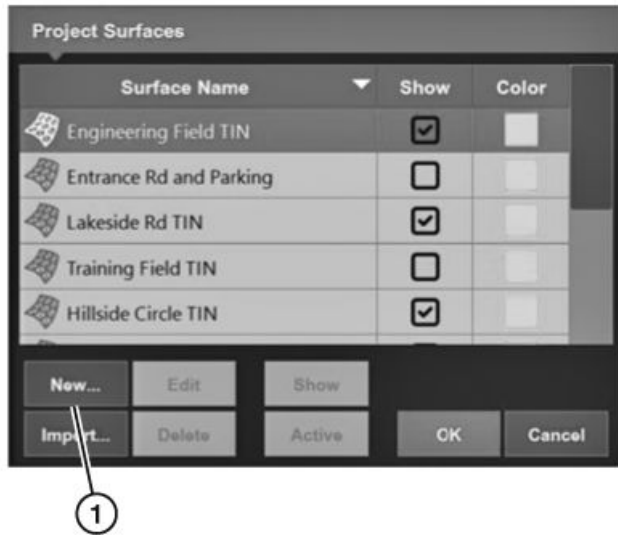 Project Surfaces
Surface Name Show Color
Engineering Field TIN
Entrance Rd and Parking
Lakeside Rd TIN
Training Field TIN
Hillside Circle TIN
New... Edit Show
Import... Delete Active OK Cancel
1